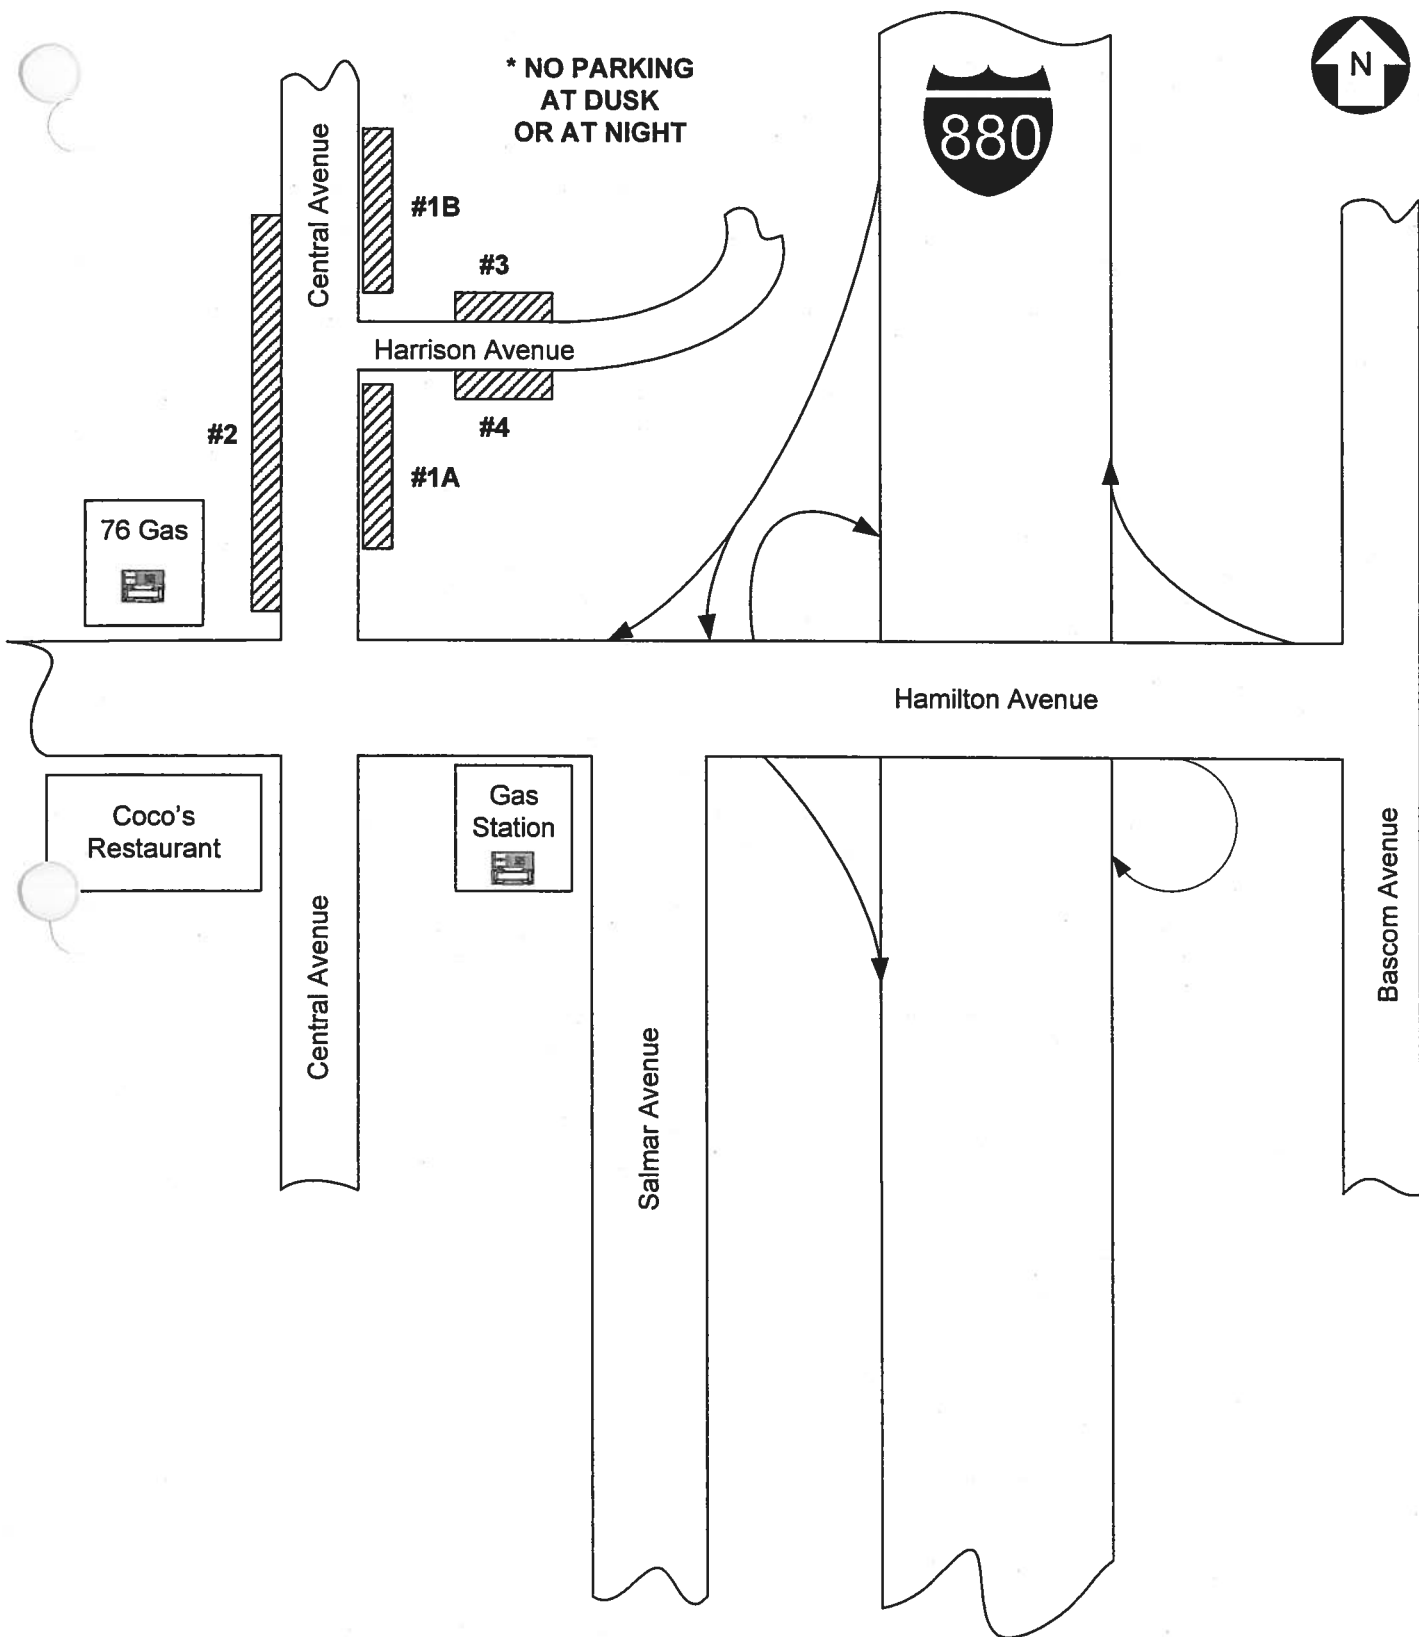 * NO PARKING
AT DUSK
OR AT NIGHT
N
880
Central Avenue
#1B
#3
Harrison Avenue
#4
#2
#1A
76 Gas
Hamilton Avenue
Coco's
Restaurant
Gas
Station
Central Avenue
Salmar Avenue
Bascom Avenue